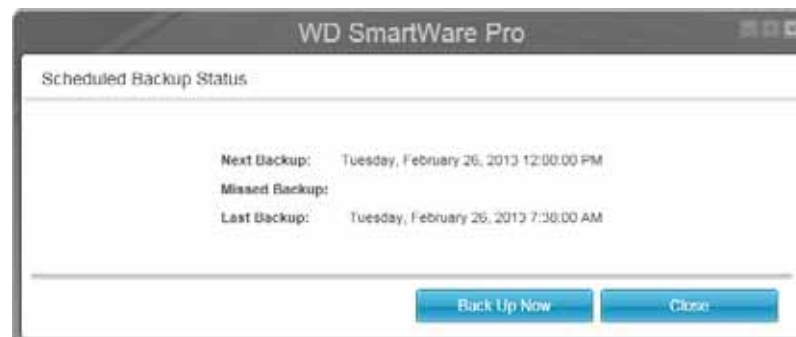 WD SmartWare Pro
Scheduled Backup Status
Next Backup: Tuesday, February 26, 2013 12:00:00 PM
Missed Backup:
Last Backup: Tuesday, February 26, 2013 7:38:00 AM
Back Up Now Close